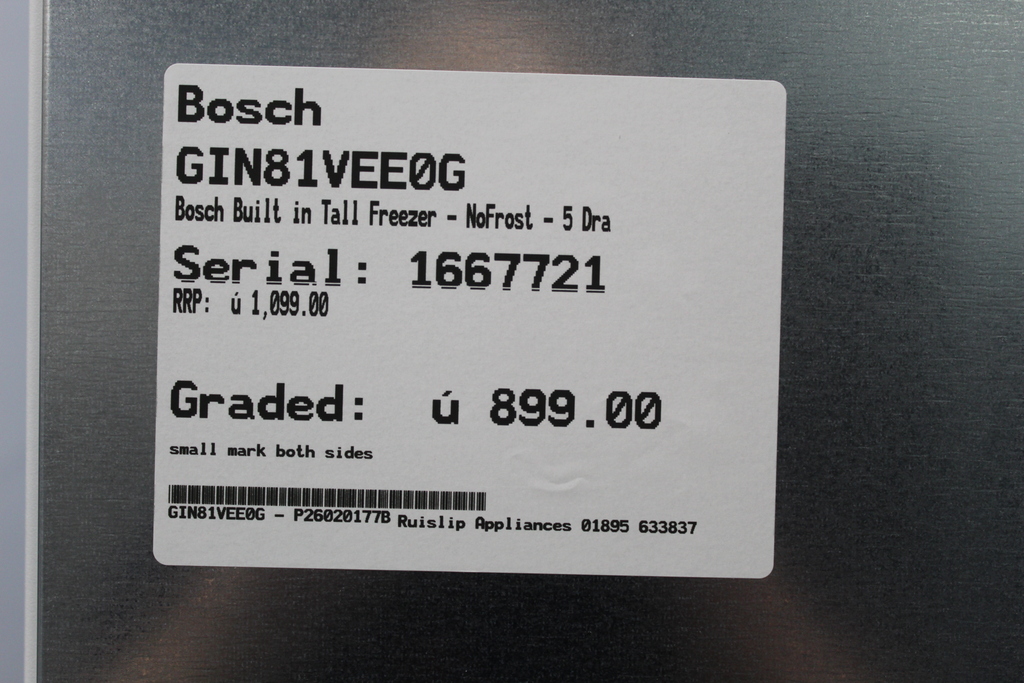 Bosch
GIN81VEE0G
Bosch Built in Tall Freezer - NoFrost - 5 Dra
Serial: 1667721
RRP: ú 1,099.00
Graded: ú 899.00
small mark both sides
GIN81VEE0G - P26020177B Ruislip Appliances 01895 633837